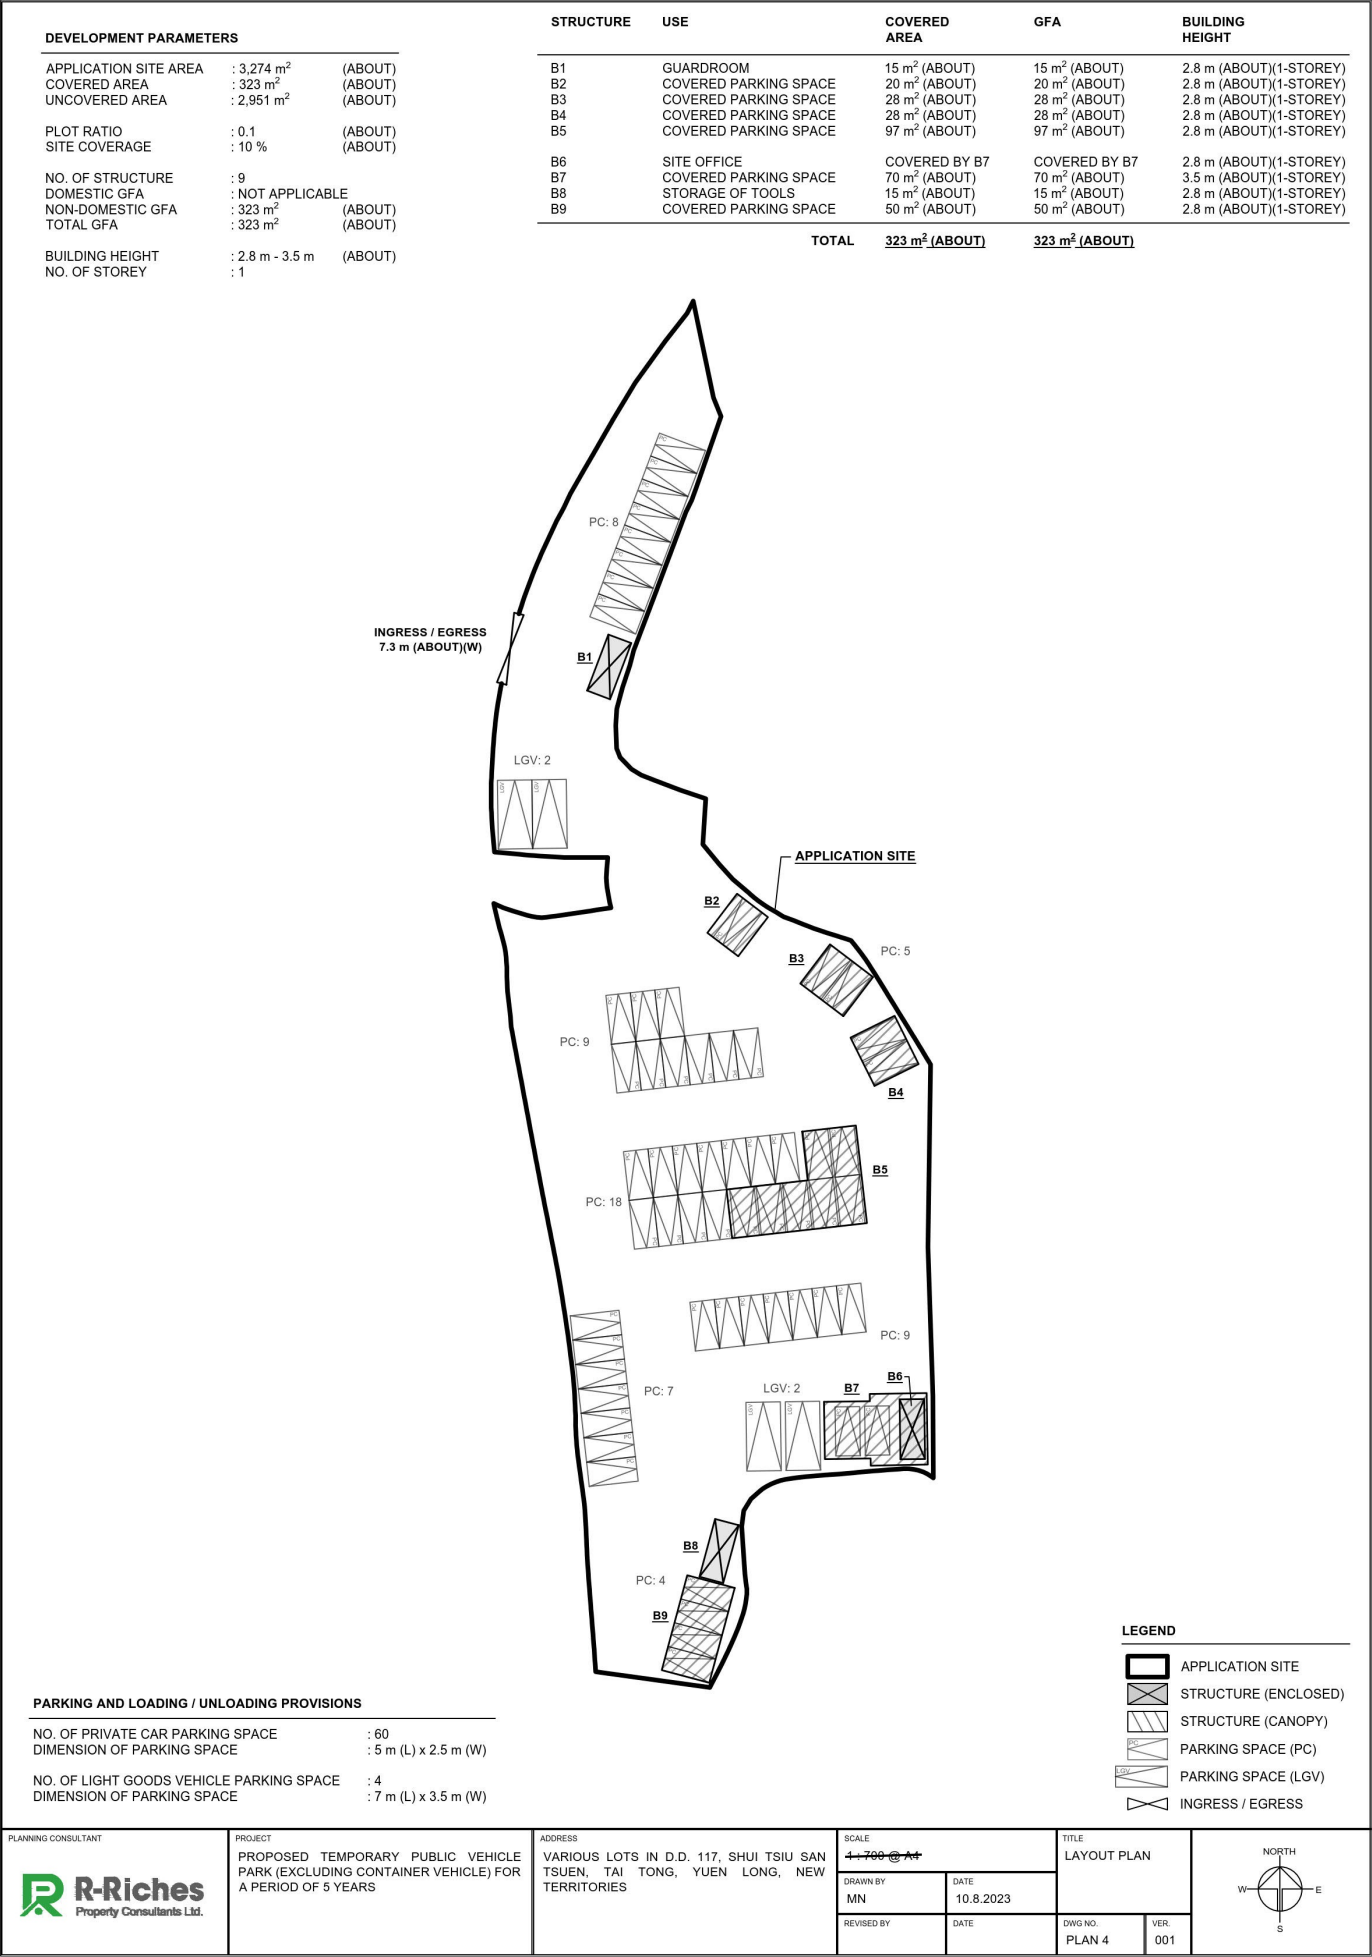 DEVELOPMENT PARAMETERS
APPLICATION SITE AREA : 3,274 m² (ABOUT)
COVERED AREA : 323 m² (ABOUT)
UNCOVERED AREA : 2,951 m² (ABOUT)
PLOT RATIO : 0.1 (ABOUT)
SITE COVERAGE : 10 % (ABOUT)
NO. OF STRUCTURE : 9
DOMESTIC GFA : NOT APPLICABLE
NON-DOMESTIC GFA : 323 m² (ABOUT)
TOTAL GFA : 323 m² (ABOUT)
BUILDING HEIGHT : 2.8 m - 3.5 m (ABOUT)
NO. OF STOREY : 1
STRUCTURE USE COVERED AREA GFA BUILDING HEIGHT
B1 GUARDROOM 15 m² (ABOUT) 15 m² (ABOUT) 2.8 m (ABOUT)(1-STOREY)
B2 COVERED PARKING SPACE 20 m² (ABOUT) 20 m² (ABOUT) 2.8 m (ABOUT)(1-STOREY)
B3 COVERED PARKING SPACE 28 m² (ABOUT) 28 m² (ABOUT) 2.8 m (ABOUT)(1-STOREY)
B4 COVERED PARKING SPACE 28 m² (ABOUT) 28 m² (ABOUT) 2.8 m (ABOUT)(1-STOREY)
B5 COVERED PARKING SPACE 97 m² (ABOUT) 97 m² (ABOUT) 2.8 m (ABOUT)(1-STOREY)
B6 SITE OFFICE COVERED BY B7 COVERED BY B7 2.8 m (ABOUT)(1-STOREY)
B7 COVERED PARKING SPACE 70 m² (ABOUT) 70 m² (ABOUT) 3.5 m (ABOUT)(1-STOREY)
B8 STORAGE OF TOOLS 15 m² (ABOUT) 15 m² (ABOUT) 2.8 m (ABOUT)(1-STOREY)
B9 COVERED PARKING SPACE 50 m² (ABOUT) 50 m² (ABOUT) 2.8 m (ABOUT)(1-STOREY)
TOTAL 323 m² (ABOUT) 323 m² (ABOUT)
PC: 8
INGRESS / EGRESS
7.3 m (ABOUT)(W)
B1
LGV: 2
LGV LGV
APPLICATION SITE
B2
B3
PC: 5
B4
PC: 9
B5
PC: 18
PC: 9
PC: 7
LGV: 2
LGV LGV
B7
B6
B8
PC: 4
B9
LEGEND
APPLICATION SITE
STRUCTURE (ENCLOSED)
STRUCTURE (CANOPY)
PC PARKING SPACE (PC)
LGV PARKING SPACE (LGV)
INGRESS / EGRESS
PARKING AND LOADING / UNLOADING PROVISIONS
NO. OF PRIVATE CAR PARKING SPACE : 60
DIMENSION OF PARKING SPACE : 5 m (L) x 2.5 m (W)
NO. OF LIGHT GOODS VEHICLE PARKING SPACE : 4
DIMENSION OF PARKING SPACE : 7 m (L) x 3.5 m (W)
PLANNING CONSULTANT
R-Riches
Property Consultants Ltd.
PROJECT
PROPOSED TEMPORARY PUBLIC VEHICLE
PARK (EXCLUDING CONTAINER VEHICLE) FOR
A PERIOD OF 5 YEARS
ADDRESS
VARIOUS LOTS IN D.D. 117, SHUI TSIU SAN
TSUEN, TAI TONG, YUEN LONG, NEW
TERRITORIES
SCALE
1 : 700 @ A4
DRAWN BY
MN
DATE
10.8.2023
REVISED BY
DATE
TITLE
LAYOUT PLAN
DWG NO.
PLAN 4
VER.
001
NORTH
W E
S